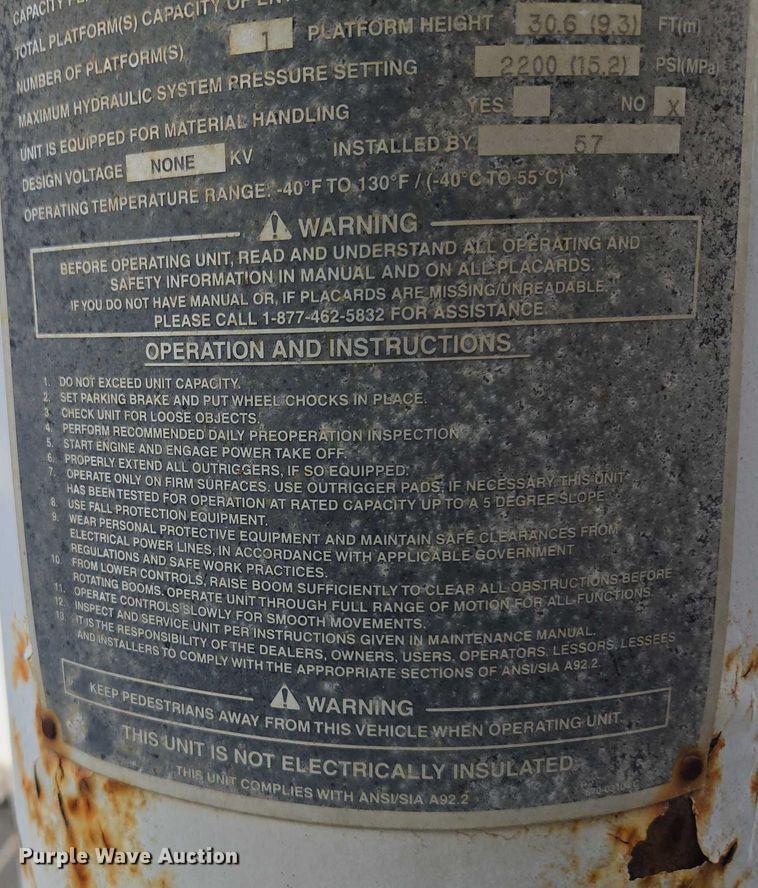 CAPACITY
TOTAL PLATFORM(S) CAPACITY OF
NUMBER OF PLATFORM(S) 1 PLATFORM HEIGHT 30.6 (9.3) FT(m)
MAXIMUM HYDRAULIC SYSTEM PRESSURE SETTING 2200 (15.2) PSI(MPa)
UNIT IS EQUIPPED FOR MATERIAL HANDLING YES NO X
DESIGN VOLTAGE NONE KV INSTALLED BY 57
OPERATING TEMPERATURE RANGE: -40°F TO 130°F / (-40°C TO 55°C)
WARNING
BEFORE OPERATING UNIT, READ AND UNDERSTAND ALL OPERATING AND
SAFETY INFORMATION IN MANUAL AND ON ALL PLACARDS.
IF YOU DO NOT HAVE MANUAL OR, IF PLACARDS ARE MISSING/UNREADABLE,
PLEASE CALL 1-877-462-5832 FOR ASSISTANCE.
OPERATION AND INSTRUCTIONS
1. DO NOT EXCEED UNIT CAPACITY.
2. SET PARKING BRAKE AND PUT WHEEL CHOCKS IN PLACE.
3. CHECK UNIT FOR LOOSE OBJECTS.
4. PERFORM RECOMMENDED DAILY PREOPERATION INSPECTION
5. START ENGINE AND ENGAGE POWER TAKE OFF.
6. PROPERLY EXTEND ALL OUTRIGGERS, IF SO EQUIPPED.
7. OPERATE ONLY ON FIRM SURFACES. USE OUTRIGGER PADS, IF NECESSARY. THIS UNIT
HAS BEEN TESTED FOR OPERATION AT RATED CAPACITY UP TO A 5 DEGREE SLOPE.
8. USE FALL PROTECTION EQUIPMENT.
9. WEAR PERSONAL PROTECTIVE EQUIPMENT AND MAINTAIN SAFE CLEARANCES FROM
ELECTRICAL POWER LINES, IN ACCORDANCE WITH APPLICABLE GOVERNMENT
REGULATIONS AND SAFE WORK PRACTICES.
10. FROM LOWER CONTROLS, RAISE BOOM SUFFICIENTLY TO CLEAR ALL OBSTRUCTIONS BEFORE
ROTATING BOOMS. OPERATE UNIT THROUGH FULL RANGE OF MOTION FOR ALL FUNCTIONS.
11. OPERATE CONTROLS SLOWLY FOR SMOOTH MOVEMENTS.
12. INSPECT AND SERVICE UNIT PER INSTRUCTIONS GIVEN IN MAINTENANCE MANUAL.
13. IT IS THE RESPONSIBILITY OF THE DEALERS, OWNERS, USERS, OPERATORS, LESSORS, LESSEES
AND INSTALLERS TO COMPLY WITH THE APPROPRIATE SECTIONS OF ANSI/SIA A92.2.
WARNING
KEEP PEDESTRIANS AWAY FROM THIS VEHICLE WHEN OPERATING UNIT
THIS UNIT IS NOT ELECTRICALLY INSULATED.
THIS UNIT COMPLIES WITH ANSI/SIA A92.2
Purple Wave Auction